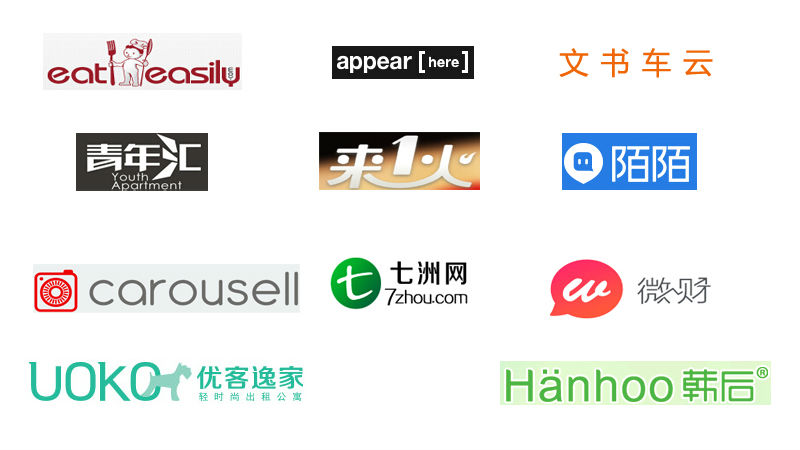 eat easily.com
appear [here]
文书车云
青年汇
Youth
Apartment
来1火
陌陌
carousell
七 七洲网
7zhou.com
w 微财
UOKO 优客逸家
轻时尚出租公寓
Hänhoo 韩后®